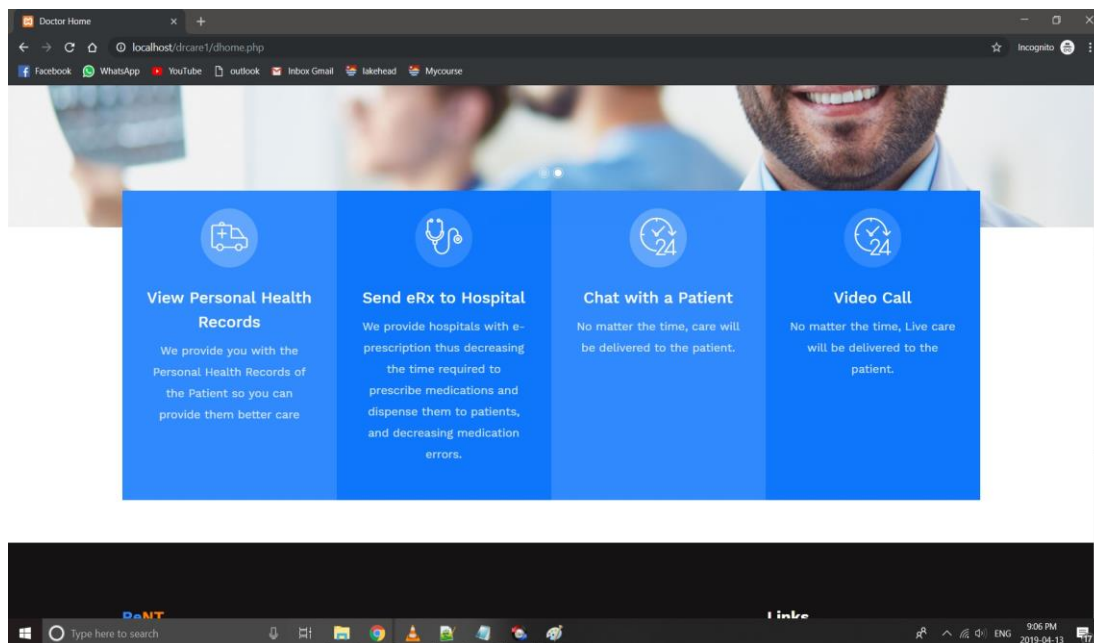 Doctor Home
localhost/drcare1/dhome.php
Incognito
Facebook
WhatsApp
YouTube
outlook
Inbox Gmail
lakehead
Mycourse
View Personal Health
Records
We provide you with the
Personal Health Records of
the Patient so you can
provide them better care
Send eRx to Hospital
We provide hospitals with e-
prescription thus decreasing
the time required to
prescribe medications and
dispense them to patients,
and decreasing medication
errors.
24
Chat with a Patient
No matter the time, care will
be delivered to the patient.
24
Video Call
No matter the time, Live care
will be delivered to the
patient.
PeNT
Links
Type here to search
ENG
9:06 PM
2019-04-13
17